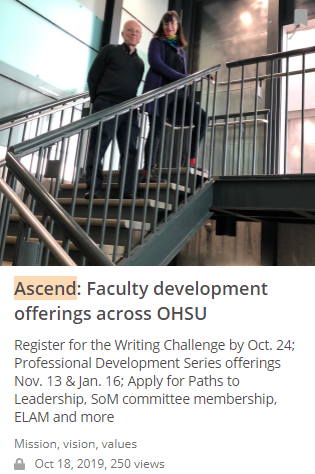 Ascend: Faculty development
offerings across OHSU
Register for the Writing Challenge by Oct. 24;
Professional Development Series offerings
Nov. 13 & Jan. 16; Apply for Paths to
Leadership, SoM committee membership,
ELAM and more
Mission, vision, values
Oct 18, 2019, 250 views